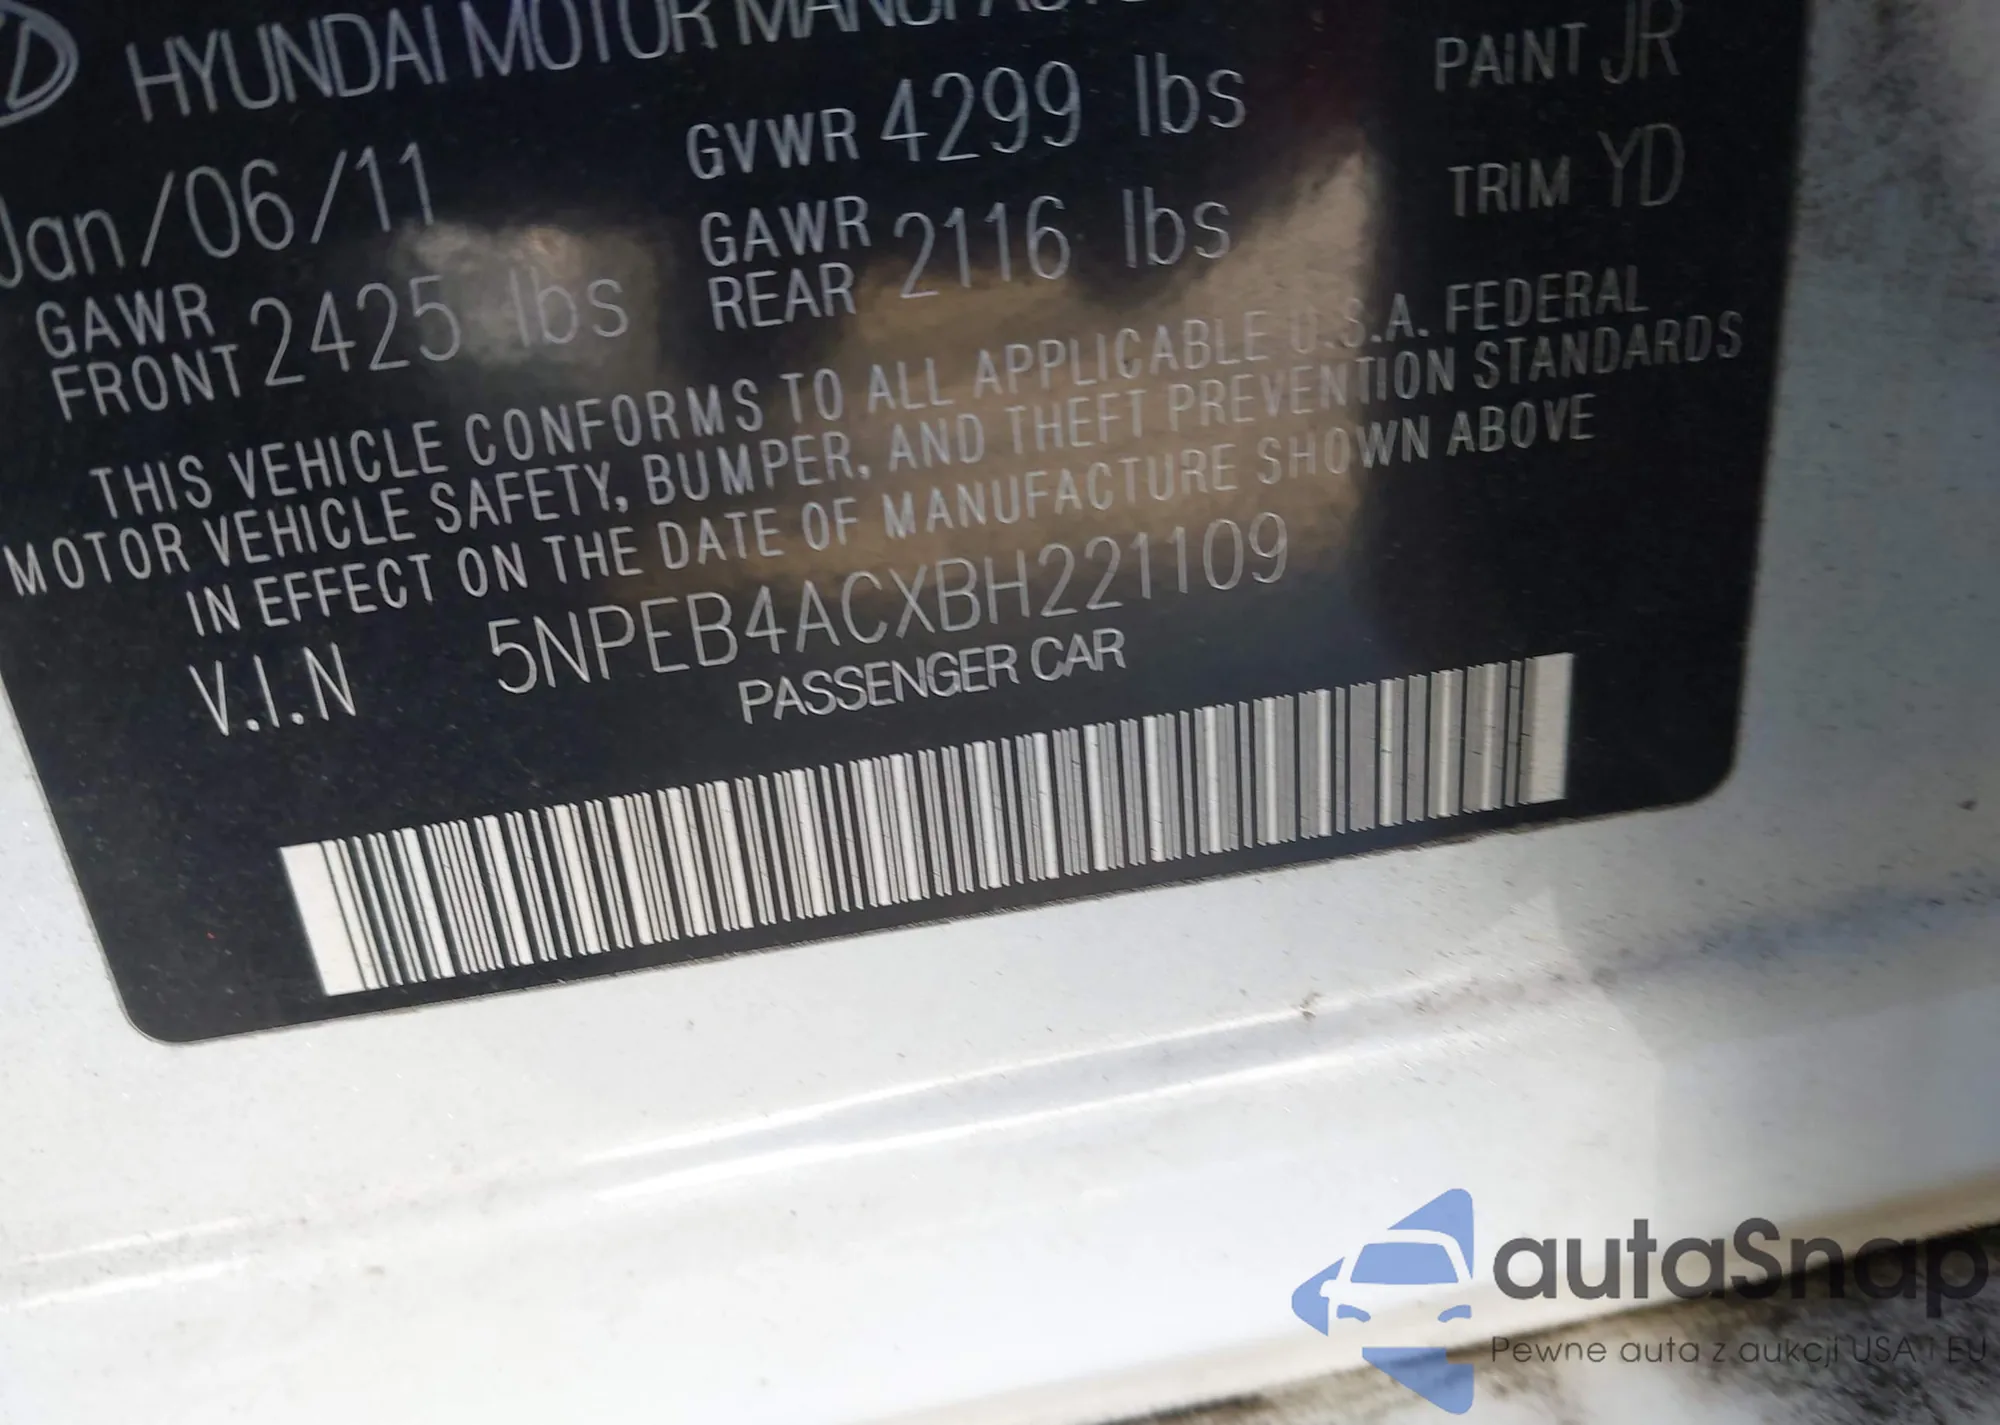 HYUNDAI MOTOR MANUFACTU
Jan/06/11
GVWR 4299 lbs
PAINT JR
GAWR FRONT 2425 lbs
GAWR REAR 2116 lbs
TRIM YD
THIS VEHICLE CONFORMS TO ALL APPLICABLE U.S.A. FEDERAL
MOTOR VEHICLE SAFETY, BUMPER, AND THEFT PREVENTION STANDARDS
IN EFFECT ON THE DATE OF MANUFACTURE SHOWN ABOVE
V.I.N 5NPEB4ACXBH221109
PASSENGER CAR
autaSnap
Pewne auta z aukcji USA i EU